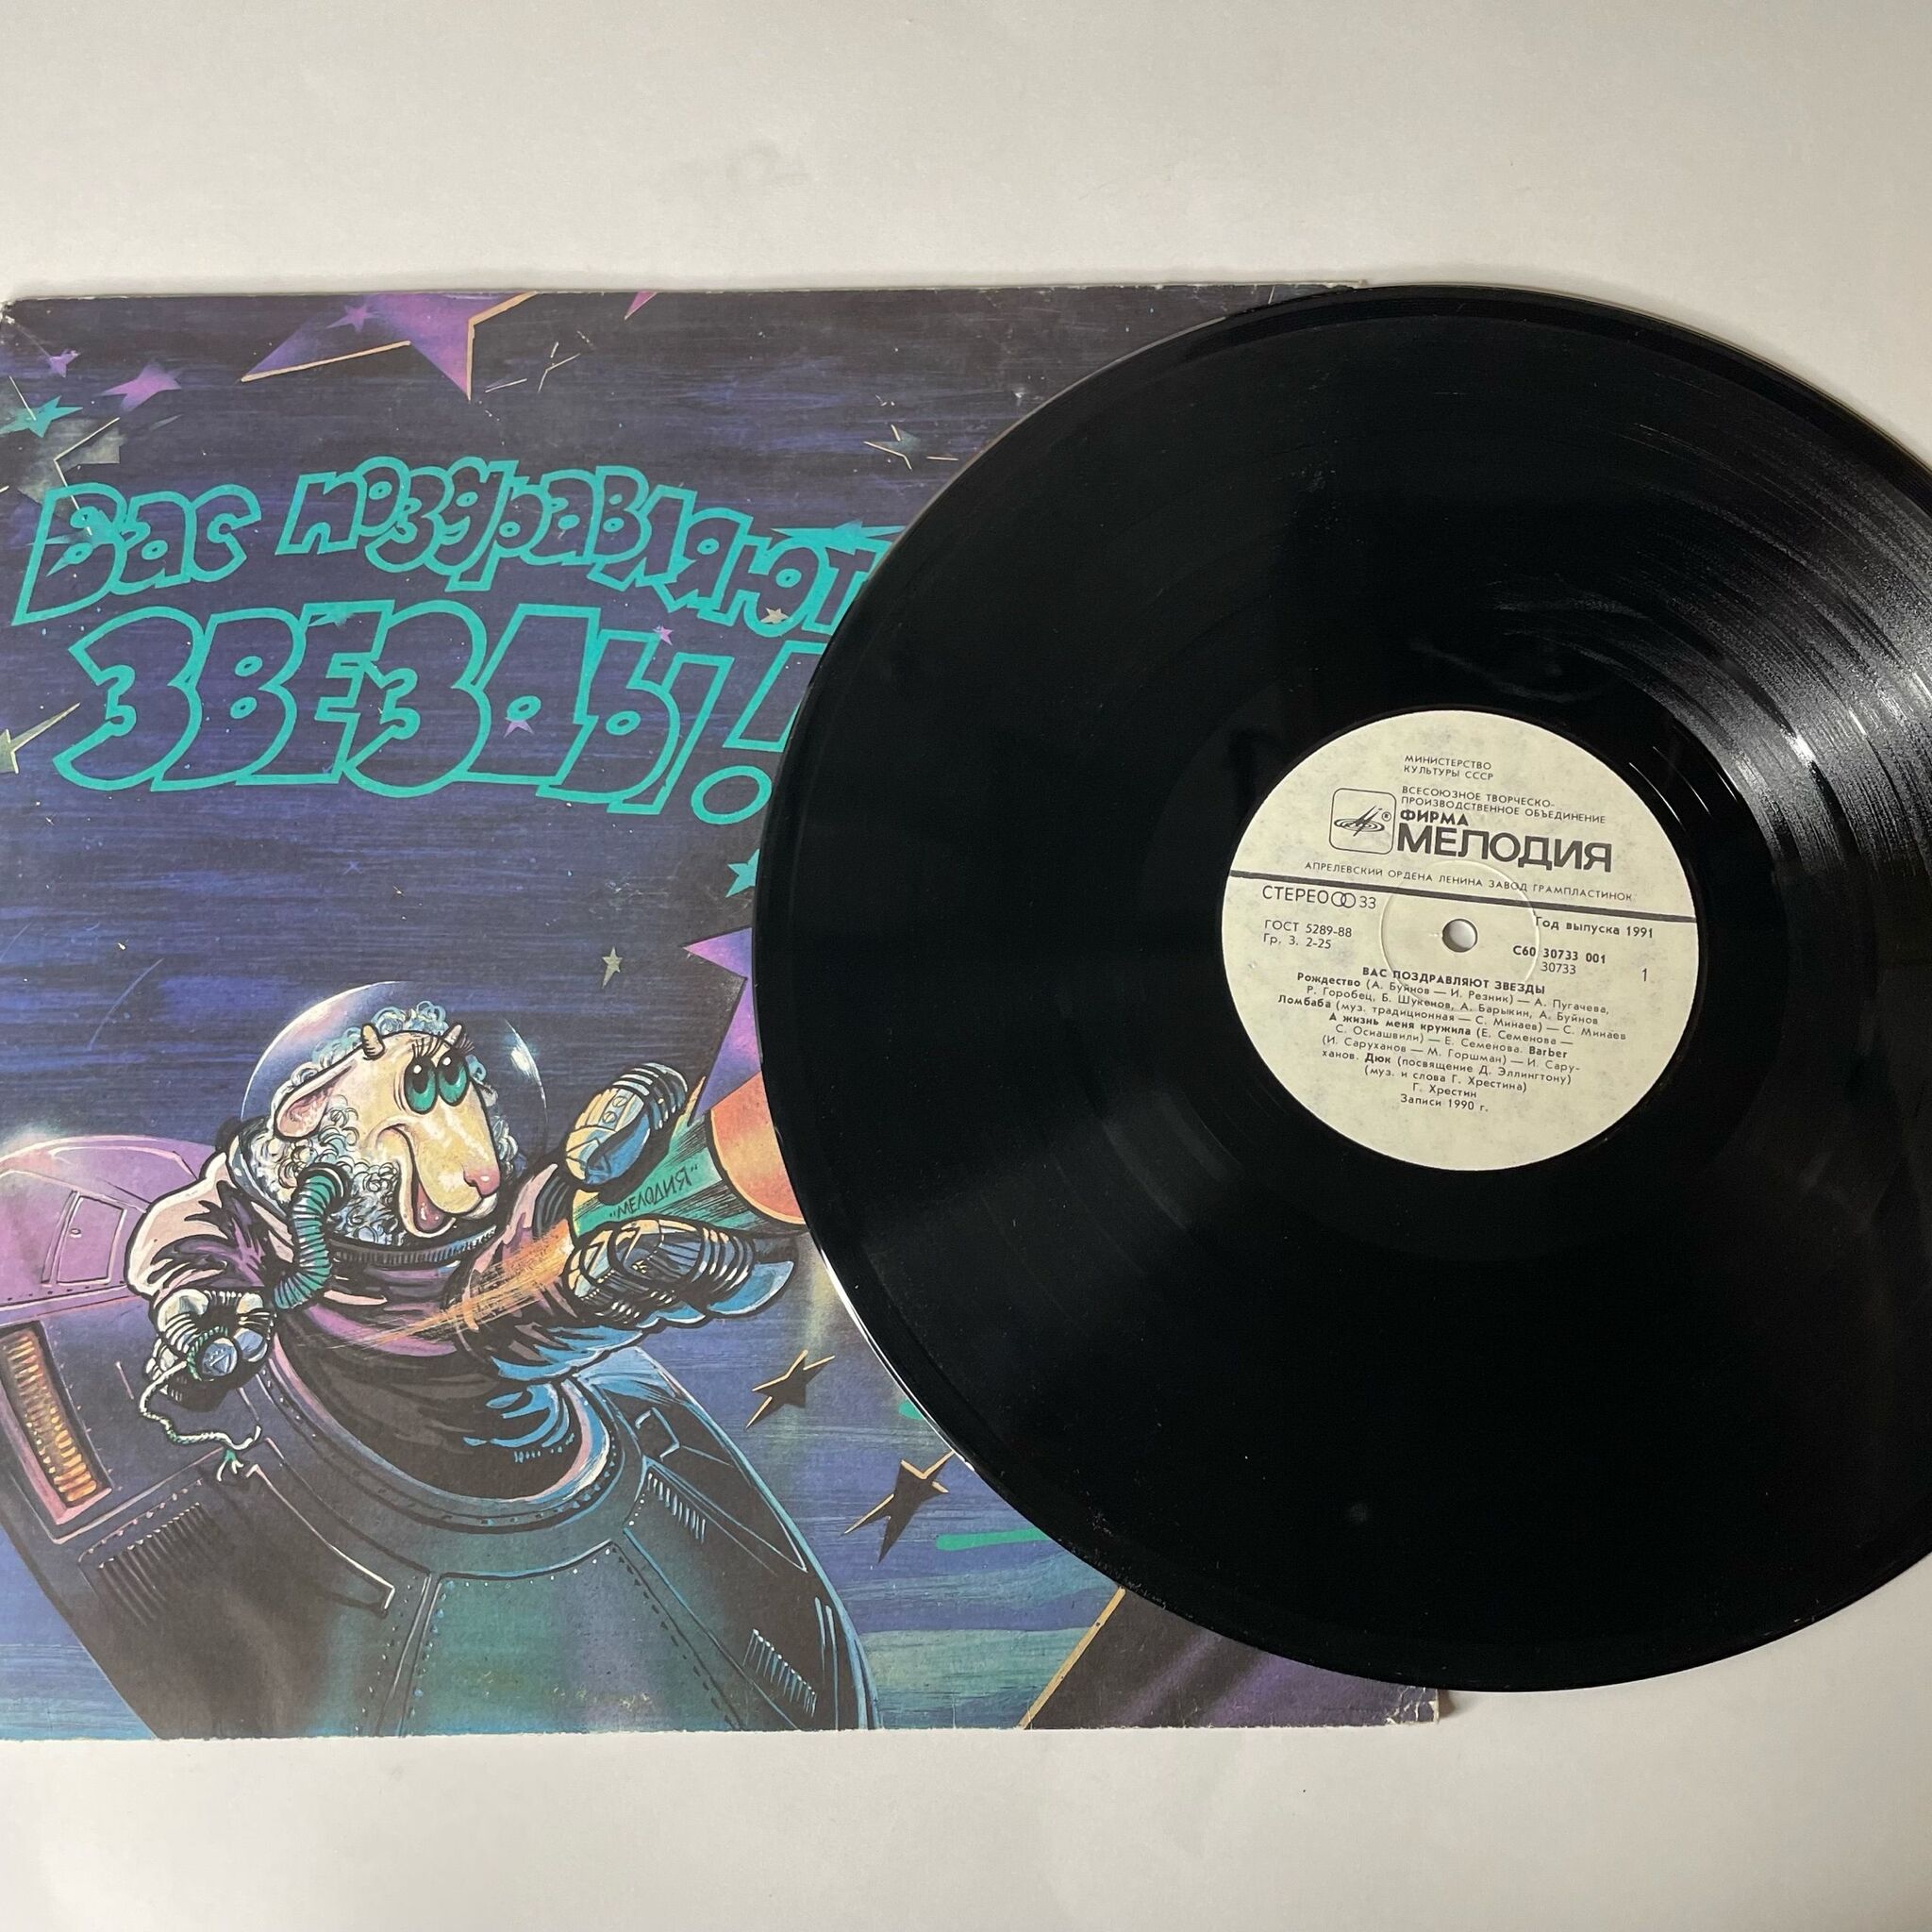 Вас поздравляют
ЗВЕЗДЫ!
"МЕЛОДИЯ"
МИНИСТЕРСТВО
КУЛЬТУРЫ СССР
ВСЕСОЮЗНОЕ ТВОРЧЕСКО-
ПРОИЗВОДСТВЕННОЕ ОБЪЕДИНЕНИЕ
® ФИРМА
МЕЛОДИЯ
АПРЕЛЕВСКИЙ ОРДЕНА ЛЕНИНА ЗАВОД ГРАМПЛАСТИНОК
СТЕРЕО 33
Год выпуска 1991
ГОСТ 5289-88
Гр. 3. 2-25
С60 30733 001
30733
1
ВАС ПОЗДРАВЛЯЮТ ЗВЕЗДЫ
Рождество (А. Буйнов — И. Резник) — А. Пугачева,
Р. Горобец, Б. Шукенов, А. Барыкин, А. Буйнов
Ломбаба (муз. традиционная — С. Минаев) — С. Минаев
А жизнь меня кружила (Е. Семенова —
С. Осиашвили) — Е. Семенова. Barber
(И. Саруханов — М. Горшман) — И. Сару-
ханов. Дюк (посвящение Д. Эллингтону)
(муз. и слова Г. Хрестина)
Г. Хрестин
Записи 1990 г.